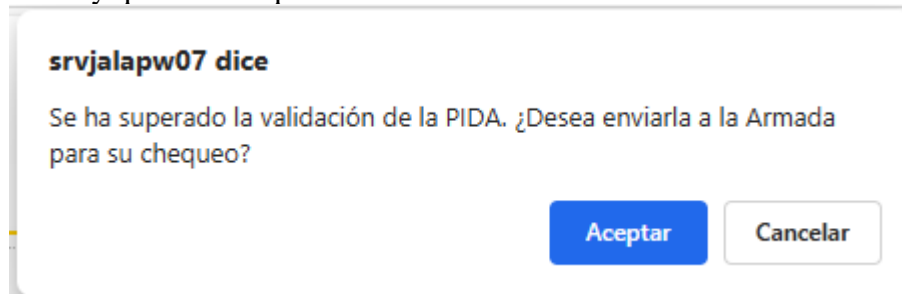 srvjalapw07 dice
Se ha superado la validación de la PIDA. ¿Desea enviarla a la Armada
para su chequeo?
Aceptar
Cancelar